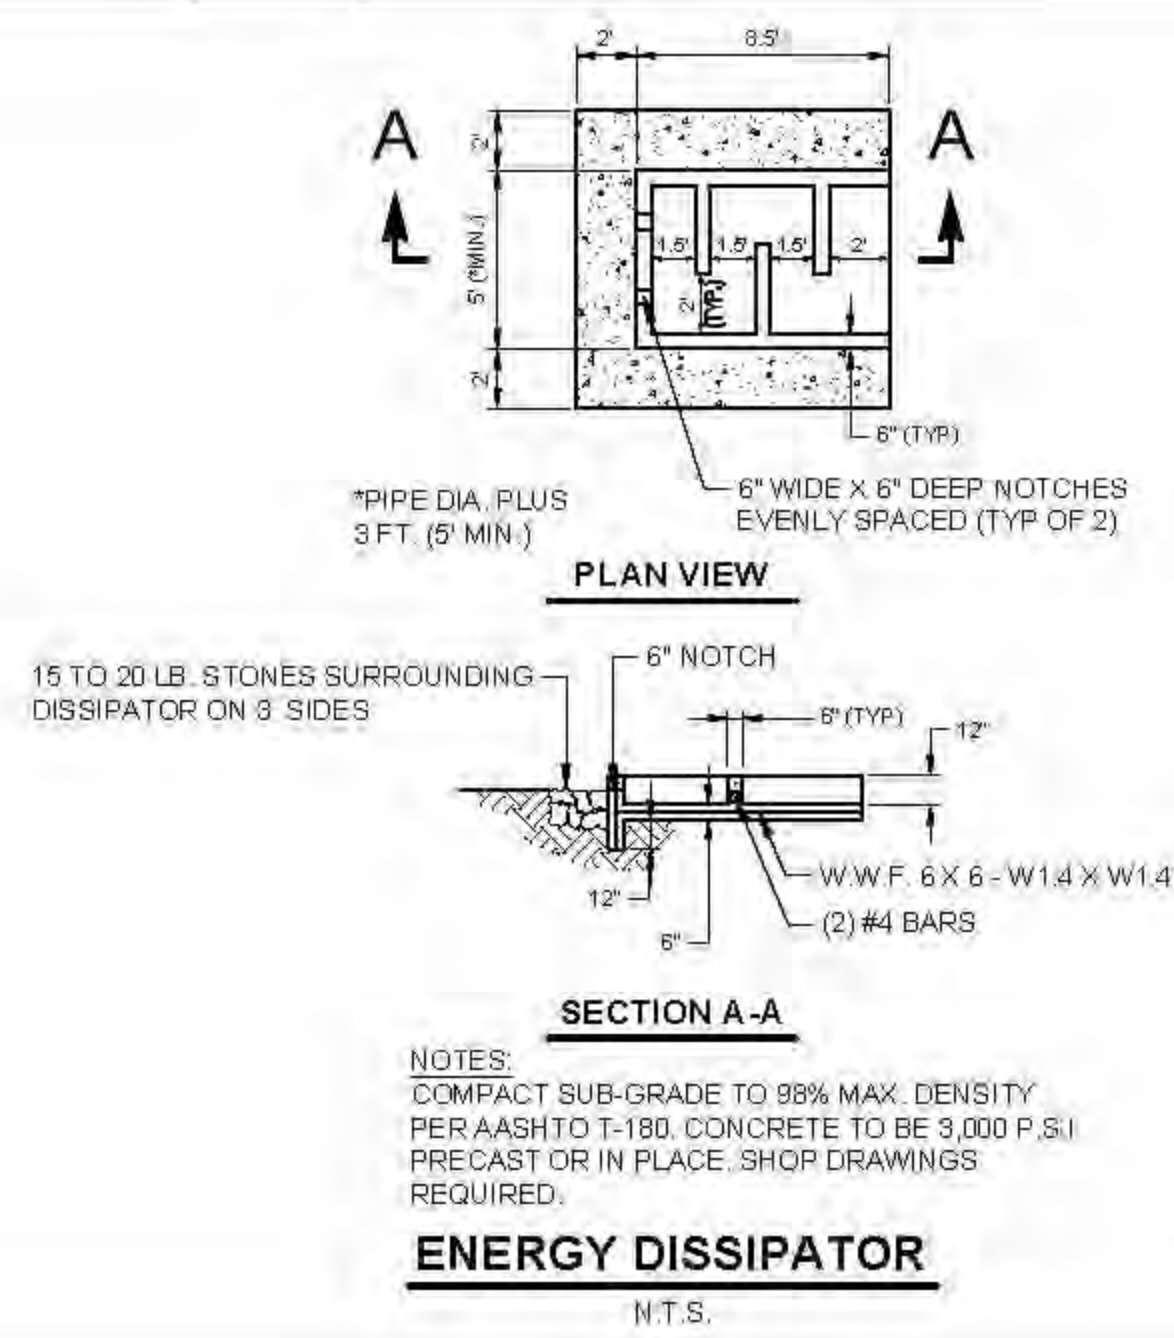 2'
8.5'
A
A
2'
5' (*MIN.)
2'
1.5'
1.5'
1.5'
2'
2'
(TYP.)
6" (TYP)
*PIPE DIA. PLUS
3 FT. (5' MIN.)
6" WIDE X 6" DEEP NOTCHES
EVENLY SPACED (TYP OF 2)
PLAN VIEW
15 TO 20 LB. STONES SURROUNDING
DISSIPATOR ON 3 SIDES
6" NOTCH
6" (TYP)
12"
W.W.F. 6 X 6 - W1.4 X W1.4
12"
(2) #4 BARS
6"
SECTION A-A
NOTES:
COMPACT SUB-GRADE TO 98% MAX. DENSITY
PER AASHTO T-180. CONCRETE TO BE 3,000 P.S.I
PRECAST OR IN PLACE. SHOP DRAWINGS
REQUIRED.
ENERGY DISSIPATOR
N.T.S.